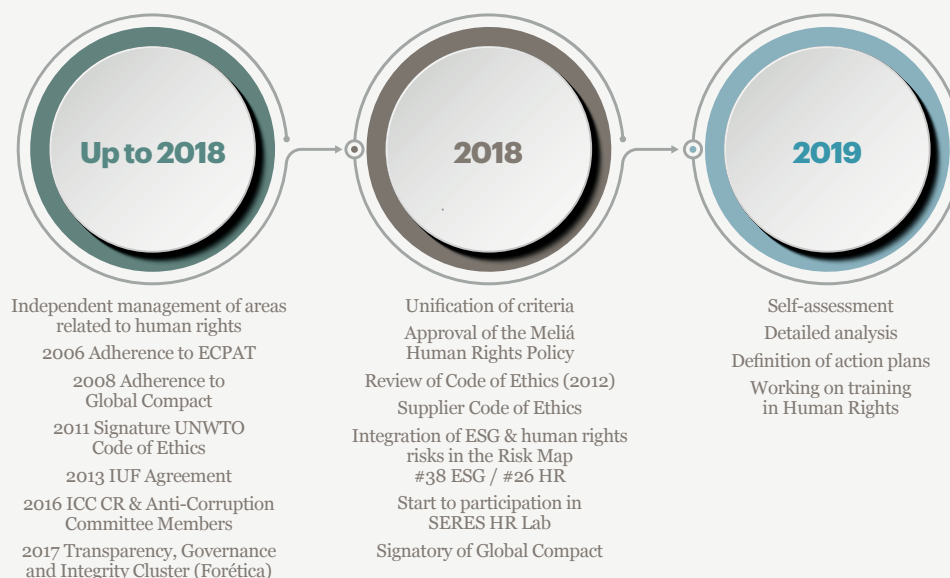 Up to 2018
Independent management of areas
related to human rights
2006 Adherence to ECPAT
2008 Adherence to
Global Compact
2011 Signature UNWTO
Code of Ethics
2013 IUF Agreement
2016 ICC CR & Anti-Corruption
Committee Members
2017 Transparency, Governance
and Integrity Cluster (Forética)
2018
Unification of criteria
Approval of the Meliá
Human Rights Policy
Review of Code of Ethics (2012)
Supplier Code of Ethics
Integration of ESG & human rights
risks in the Risk Map
#38 ESG / #26 HR
Start to participation in
SERES HR Lab
Signatory of Global Compact
2019
Self-assessment
Detailed analysis
Definition of action plans
Working on training
in Human Rights